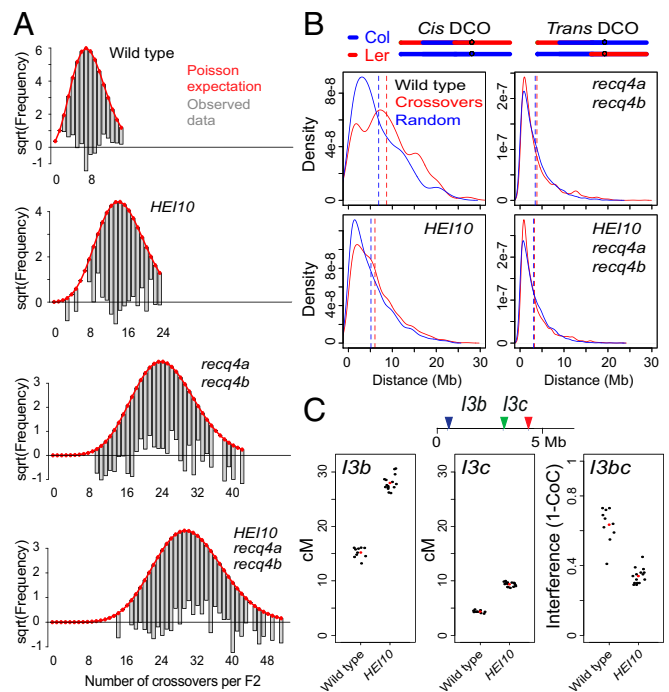 A
Wild type
Poisson
expectation
Observed
data
sqrt(Frequency)
6
4
2
0
-1
0
8
HEI10
sqrt(Frequency)
4
2
0
-1
0
8
16
24
recq4a
recq4b
sqrt(Frequency)
3
2
1
0
-1
0
8
16
24
32
40
HEI10
recq4a
recq4b
sqrt(Frequency)
3
2
1
0
-1
0
8
16
24
32
40
48
Number of crossovers per F2
B
Col
Ler
Cis DCO
Trans DCO
Wild type
Crossovers
Random
Density
0
4e-8
8e-8
recq4a
recq4b
0
1e-7
2e-7
HEI10
Density
0
4e-8
8e-8
0 5 10 15 20 25 30
Distance (Mb)
HEI10
recq4a
recq4b
0
1e-7
2e-7
0 5 10 15 20 25 30
Distance (Mb)
C
I3b
I3c
0
5 Mb
I3b
cM
0
10
20
30
Wild type
HEI10
I3c
cM
0
10
20
30
Wild type
HEI10
I3bc
Interference (1-CoC)
0
0.4
0.8
1
Wild type
HEI10